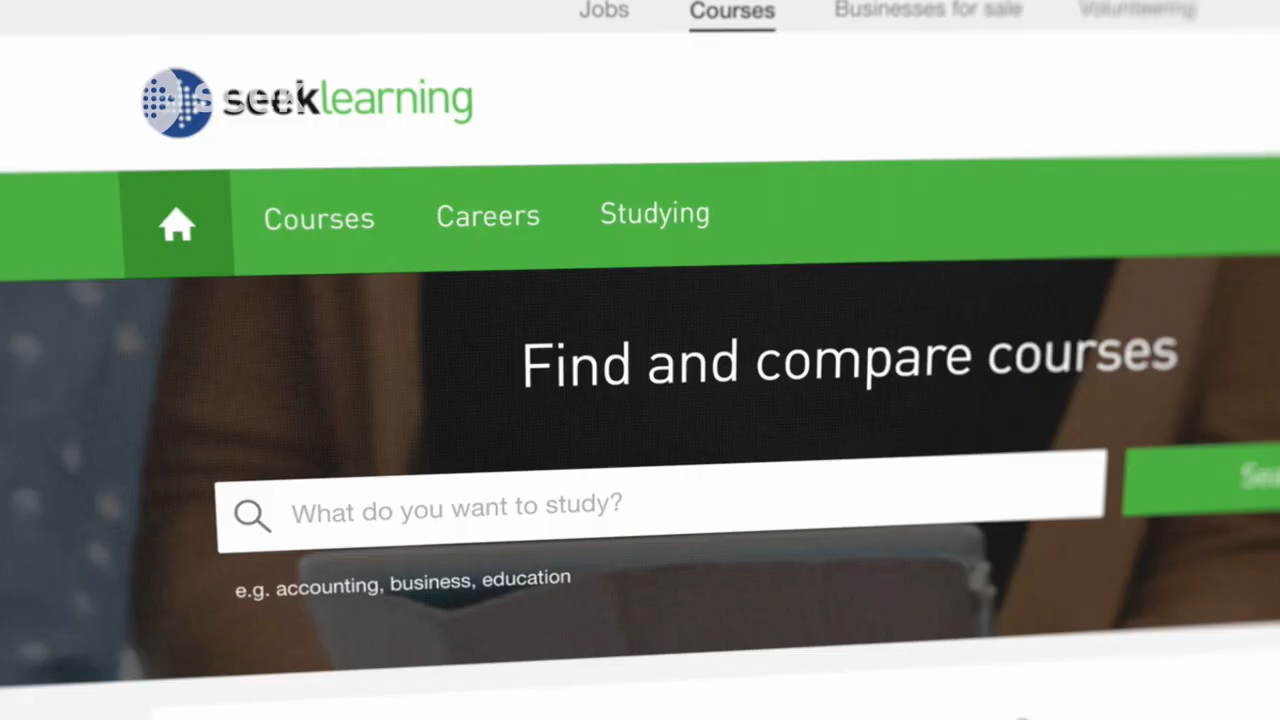 Jobs Courses Businesses for sale Volunteering
seeklearning
Courses Careers Studying
Find and compare courses
What do you want to study?
e.g. accounting, business, education